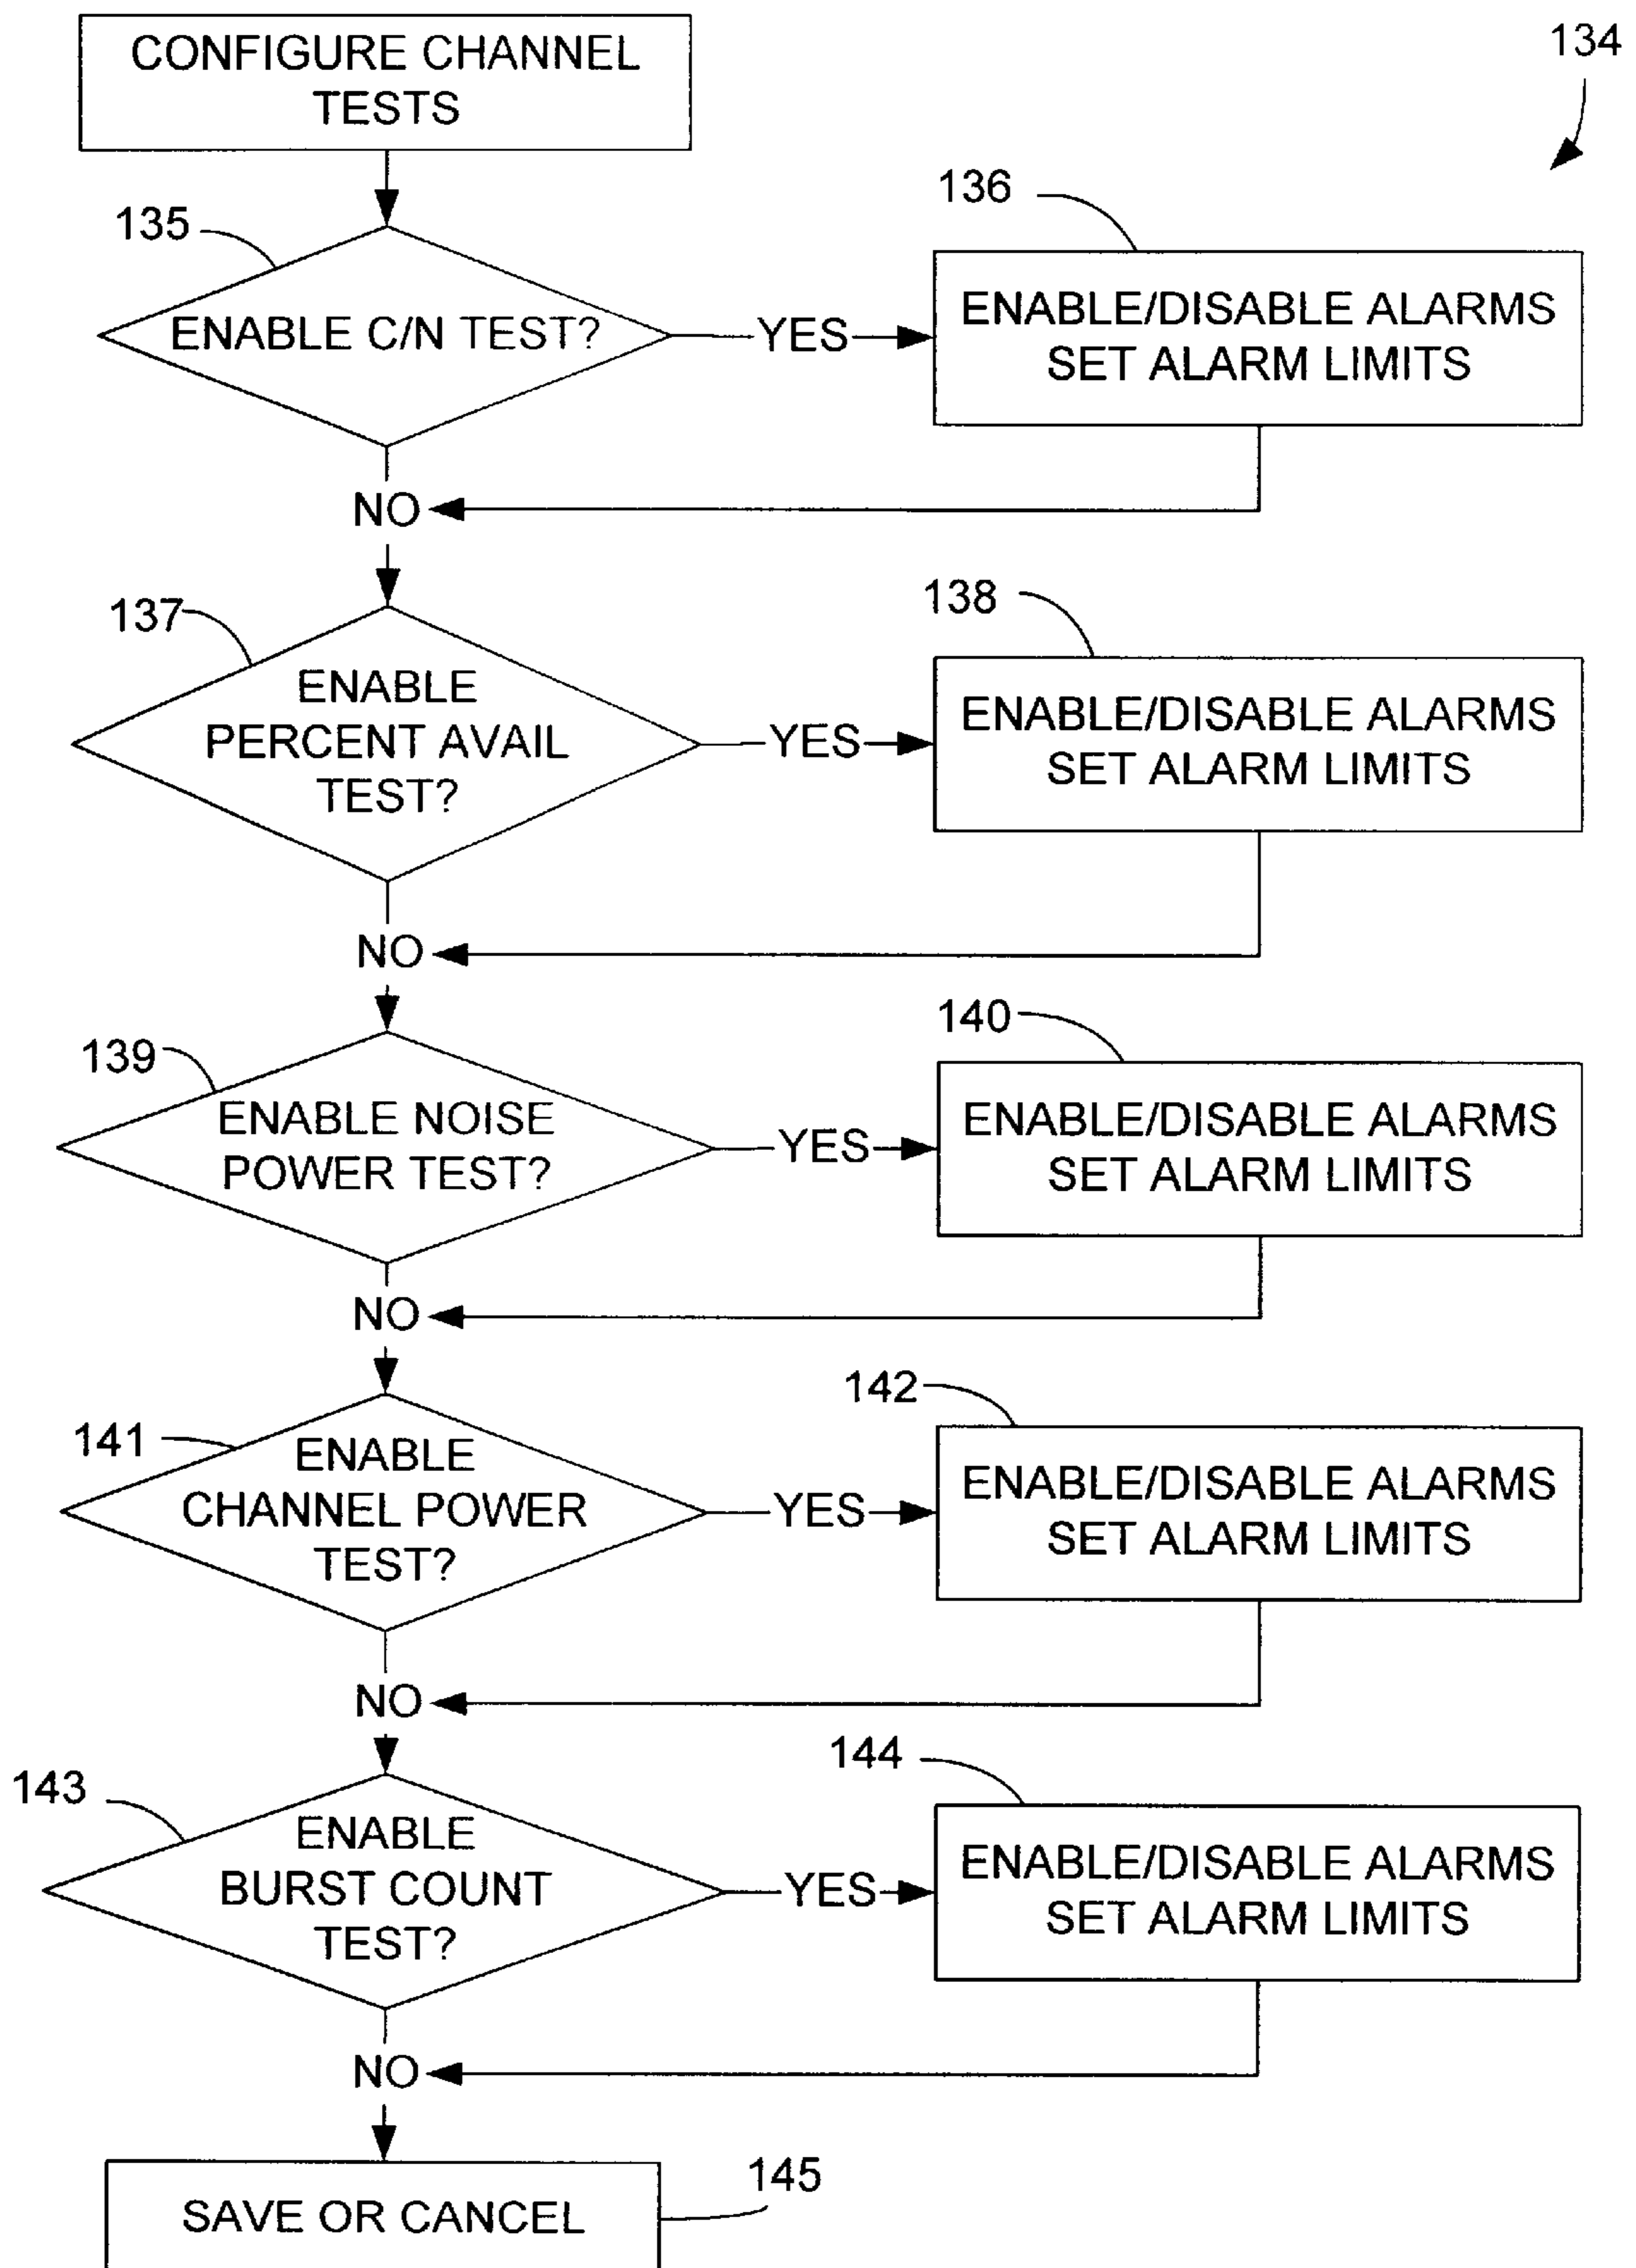 CONFIGURE CHANNEL
TESTS
134
135
ENABLE C/N TEST?
YES
136
ENABLE/DISABLE ALARMS
SET ALARM LIMITS
NO
137
ENABLE
PERCENT AVAIL
TEST?
YES
138
ENABLE/DISABLE ALARMS
SET ALARM LIMITS
NO
139
ENABLE NOISE
POWER TEST?
YES
140
ENABLE/DISABLE ALARMS
SET ALARM LIMITS
NO
141
ENABLE
CHANNEL POWER
TEST?
YES
142
ENABLE/DISABLE ALARMS
SET ALARM LIMITS
NO
143
ENABLE
BURST COUNT
TEST?
YES
144
ENABLE/DISABLE ALARMS
SET ALARM LIMITS
NO
145
SAVE OR CANCEL